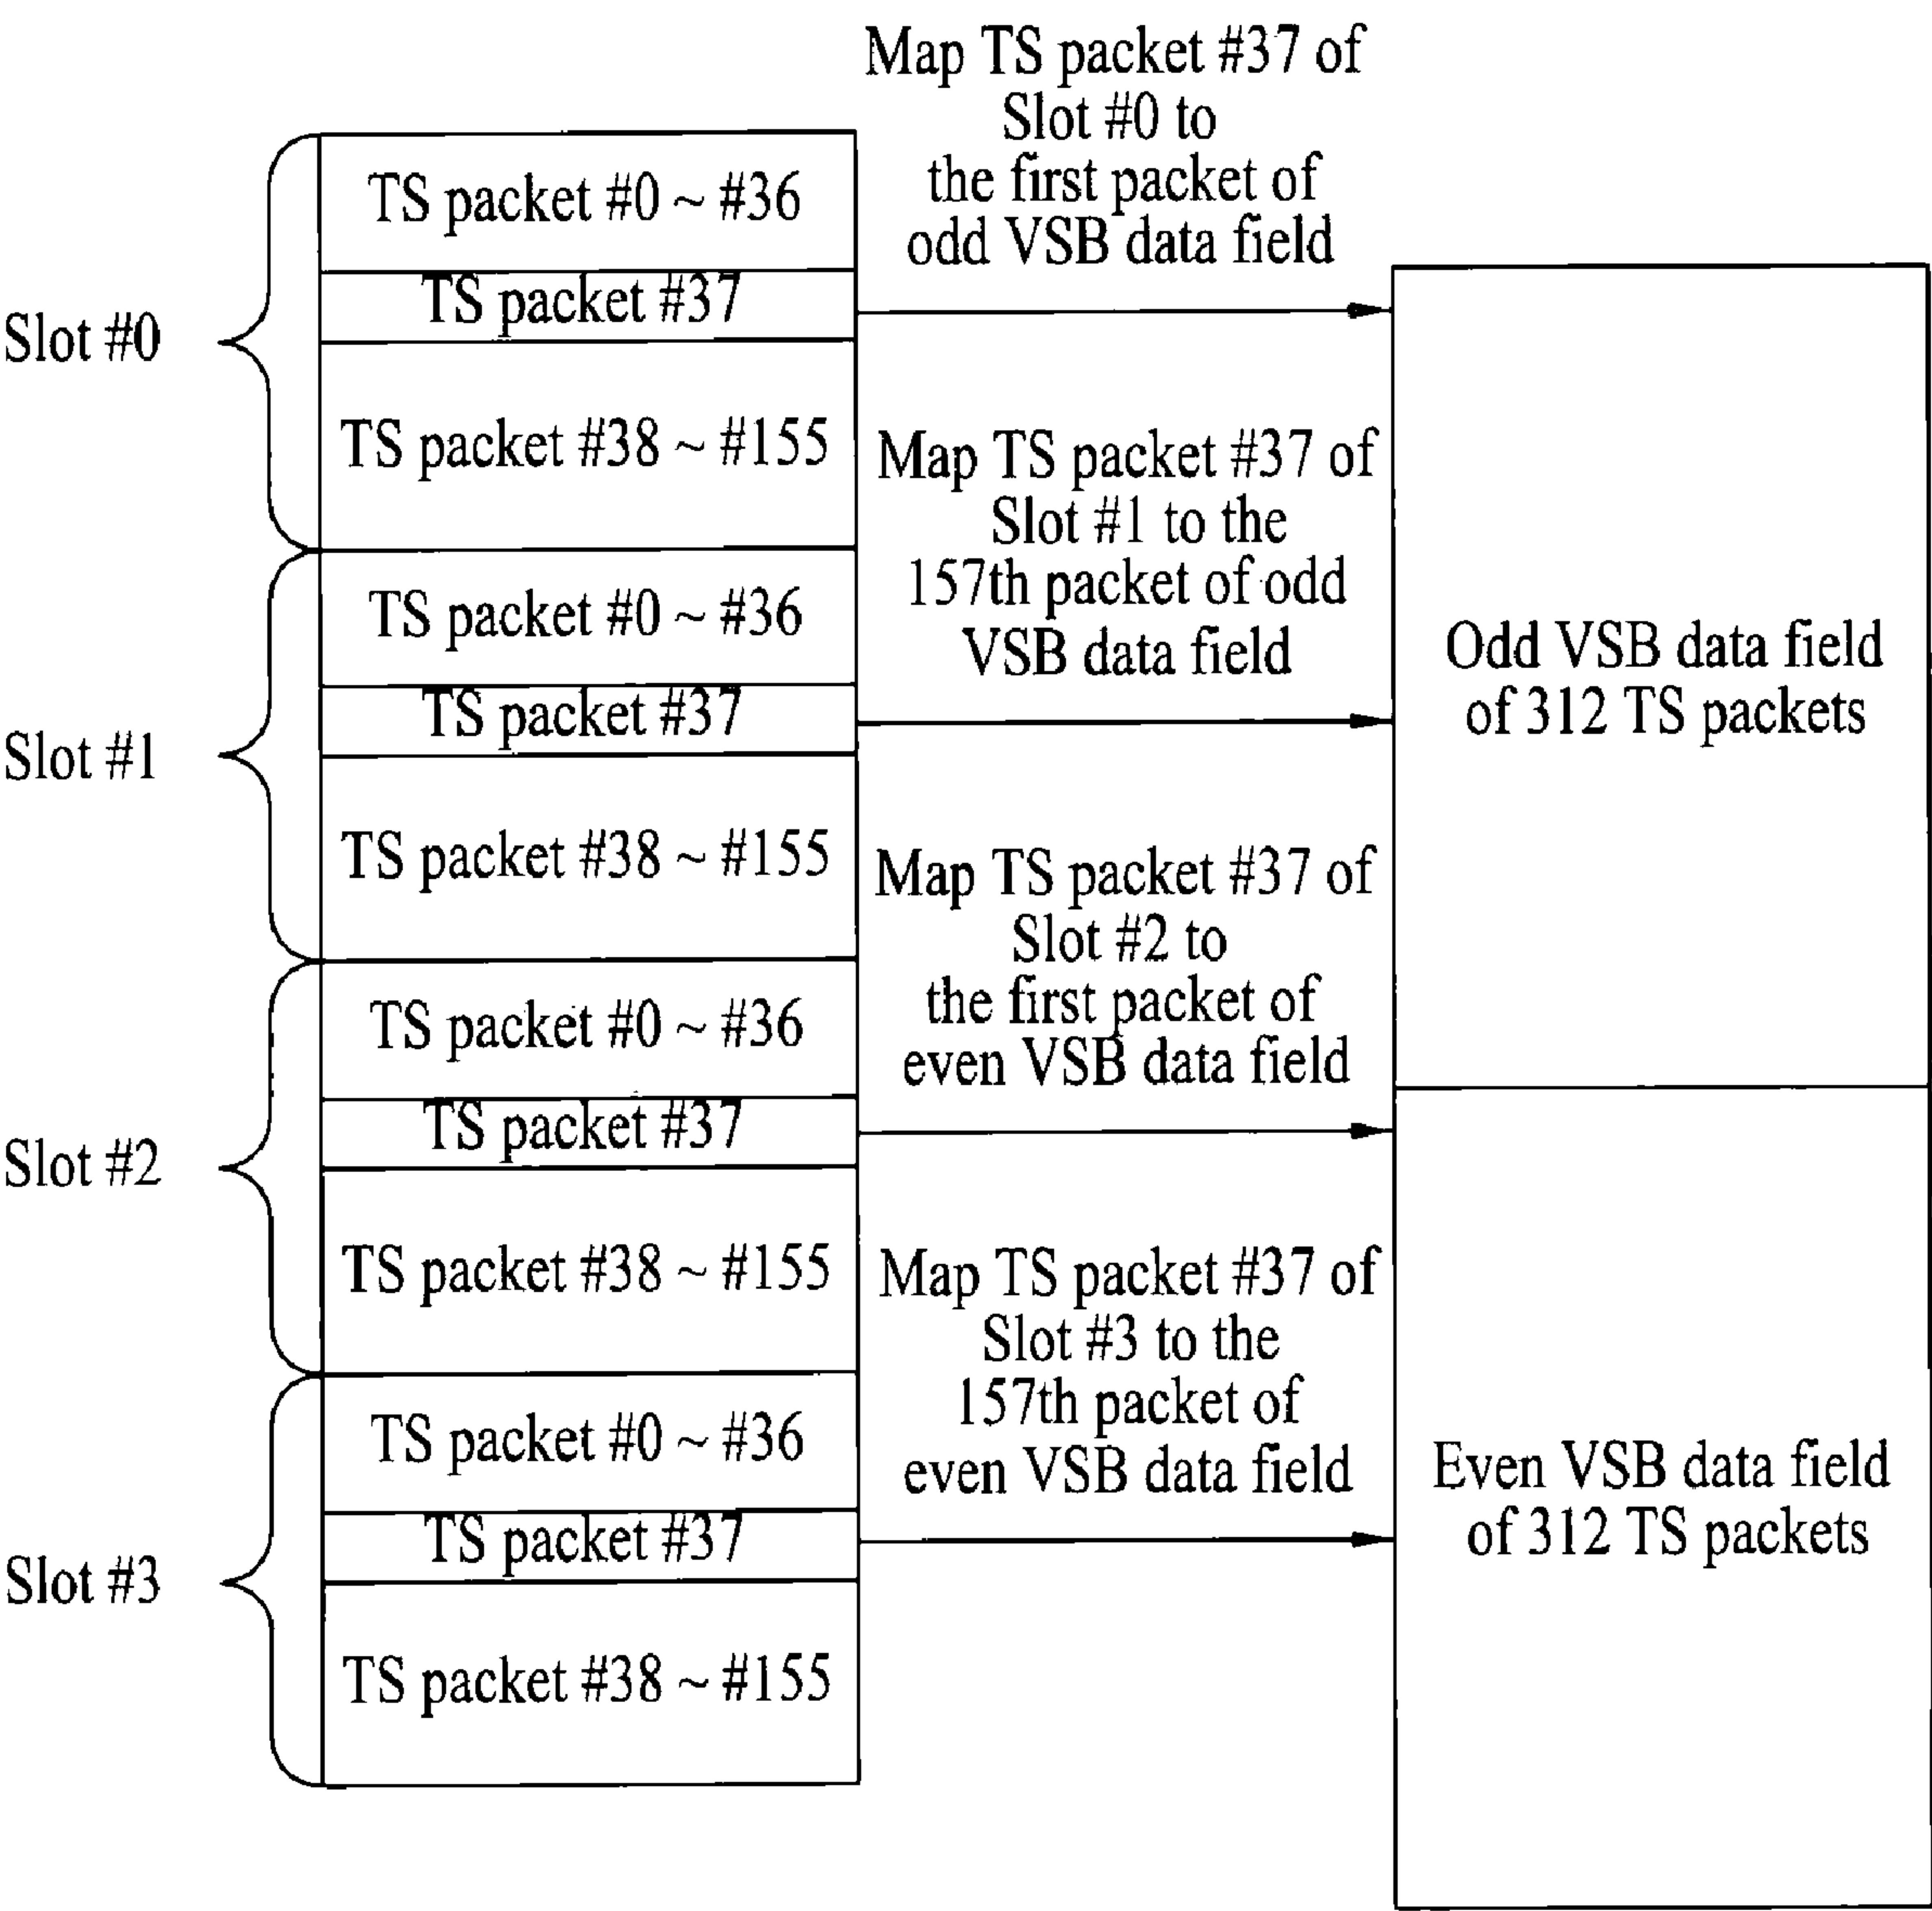 Map TS packet #37 of
Slot #0 to
the first packet of
odd VSB data field
TS packet #0 ~ #36
TS packet #37
Slot #0
TS packet #38 ~ #155
Map TS packet #37 of
Slot #1 to the
157th packet of odd
VSB data field
TS packet #0 ~ #36
TS packet #37
Slot #1
TS packet #38 ~ #155
Odd VSB data field
of 312 TS packets
Map TS packet #37 of
Slot #2 to
the first packet of
even VSB data field
TS packet #0 ~ #36
TS packet #37
Slot #2
TS packet #38 ~ #155
Map TS packet #37 of
Slot #3 to the
157th packet of
even VSB data field
TS packet #0 ~ #36
TS packet #37
Slot #3
TS packet #38 ~ #155
Even VSB data field
of 312 TS packets